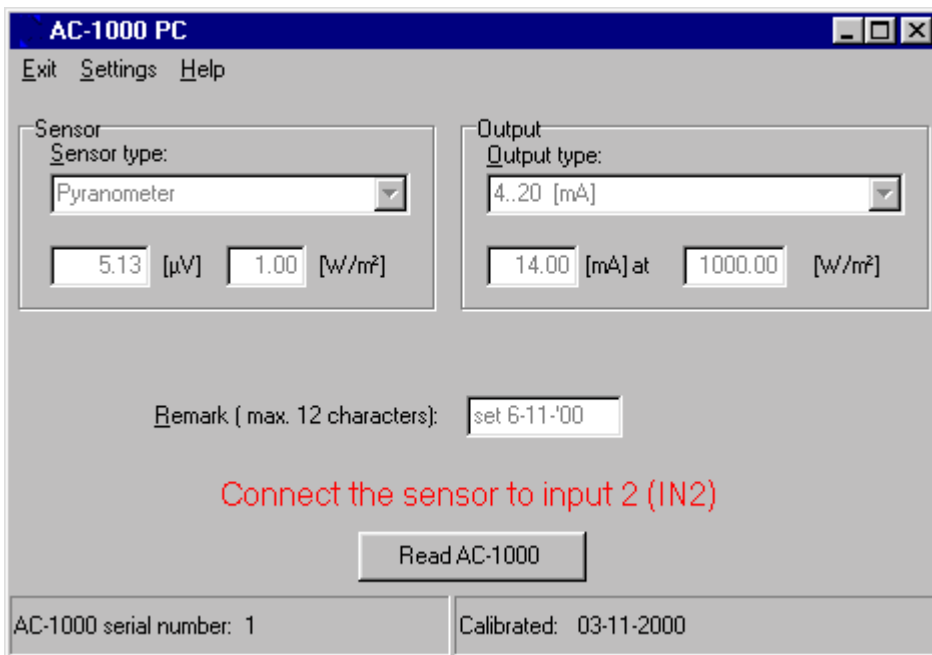 AC-1000 PC
Exit Settings Help
Sensor
Sensor type:
Pyranometer
5.13 [µV] 1.00 [W/m²]
Output
Output type:
4..20 [mA]
14.00 [mA] at 1000.00 [W/m²]
Remark ( max. 12 characters): set 6-11-'00
Connect the sensor to input 2 (IN2)
Read AC-1000
AC-1000 serial number: 1
Calibrated: 03-11-2000